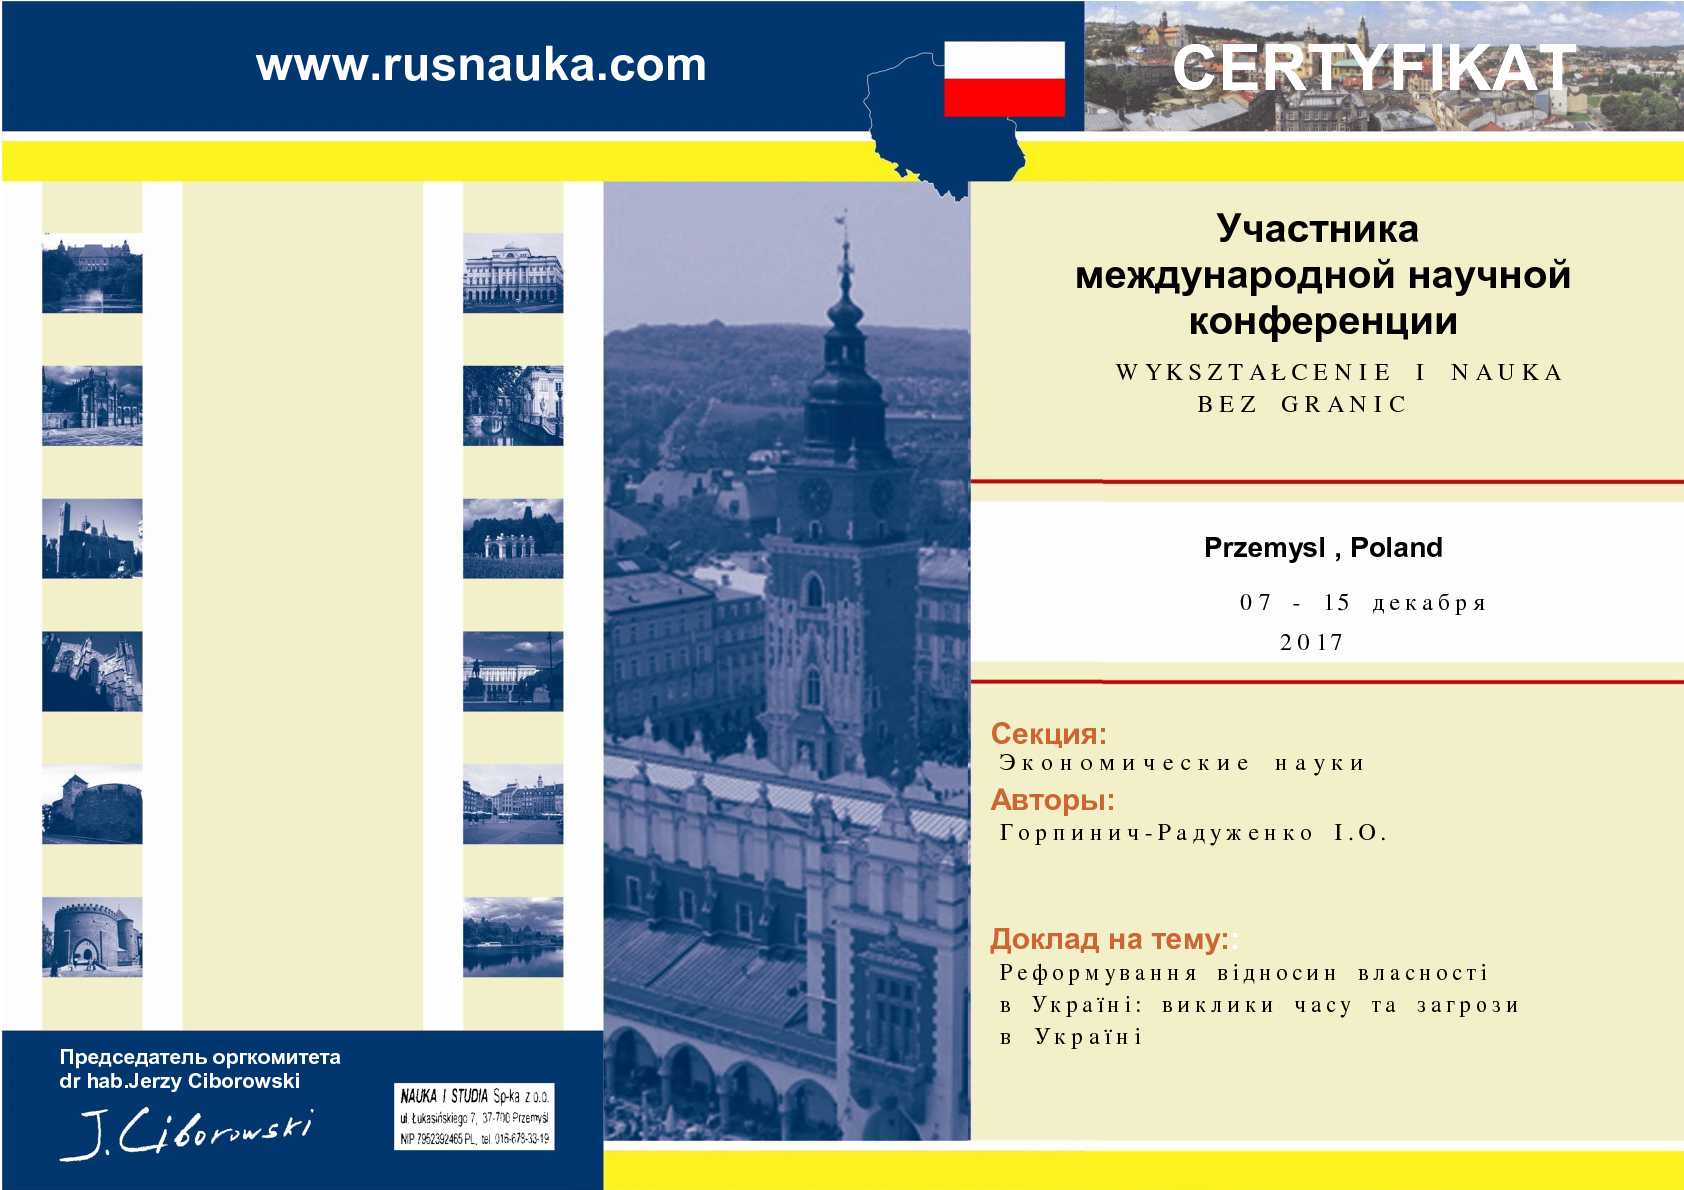 www.rusnauka.com
CERTYFIKAT
Участника
международной научной
конференции
WYKSZTAŁCENIE I NAUKA
BEZ GRANIC
Przemysl , Poland
07 - 15 декабря
2017
Секция:
Экономические науки
Авторы:
Горпинич-Радуженко І.О.
Доклад на тему::
Реформування відносин власності
в Україні: виклики часу та загрози
в Україні
Председатель оргкомитета
dr hab.Jerzy Ciborowski
J. Ciborowski
NAUKA I STUDIA Sp-ka z o.o.
ul. Łukasińskiego 7, 37-700 Przemyśl
NIP 7952392465 PL, tel. 016-678-33-19